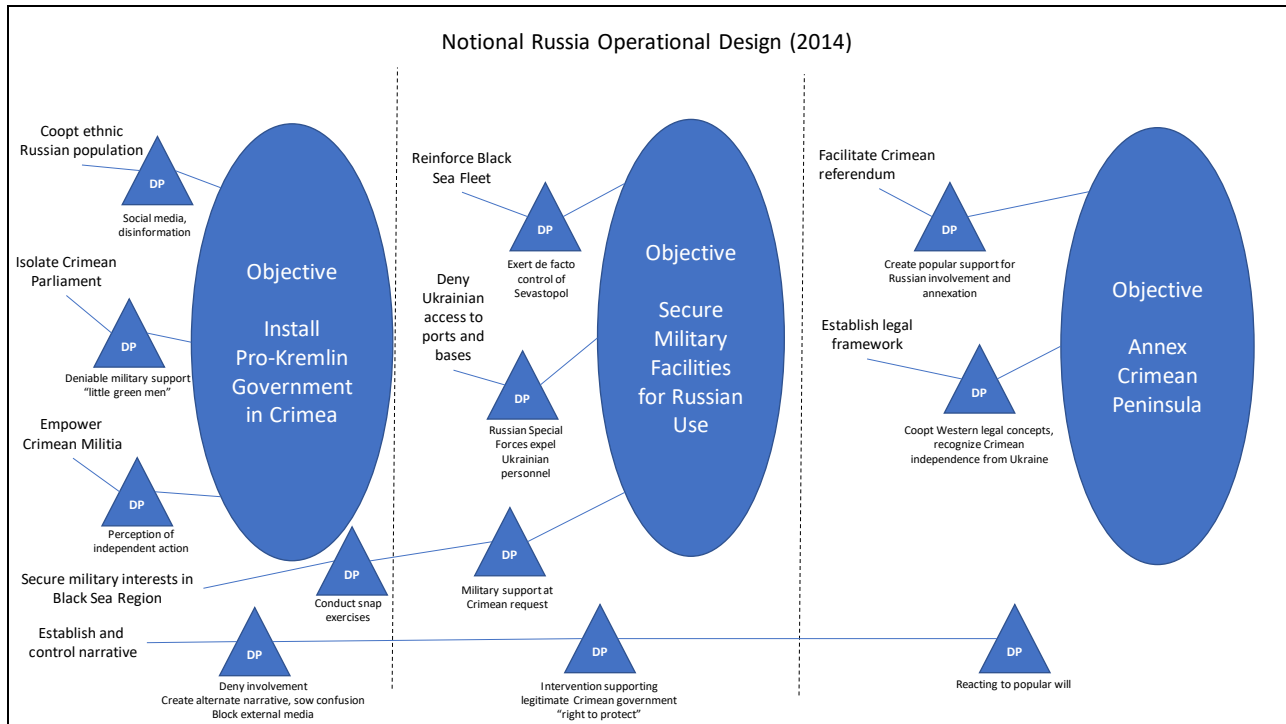 Notional Russia Operational Design (2014)
Coopt ethnic
Russian population
DP
Social media,
disinformation
Isolate Crimean
Parliament
DP
Deniable military support
“little green men”
Empower
Crimean Militia
DP
Perception of
independent action
Objective
Install
Pro-Kremlin
Government
in Crimea
Reinforce Black
Sea Fleet
DP
Exert de facto
control of
Sevastopol
Deny
Ukrainian
access to
ports and
bases
DP
Russian Special
Forces expel
Ukrainian
personnel
Objective
Secure
Military
Facilities
for Russian
Use
Facilitate Crimean
referendum
DP
Create popular support for
Russian involvement and
annexation
Establish legal
framework
DP
Coopt Western legal concepts,
recognize Crimean
independence from Ukraine
Objective
Annex
Crimean
Peninsula
Secure military interests in
Black Sea Region
DP
Conduct snap
exercises
DP
Military support at
Crimean request
Establish and
control narrative
DP
Deny involvement
Create alternate narrative, sow confusion
Block external media
DP
Intervention supporting
legitimate Crimean government
“right to protect”
DP
Reacting to popular will